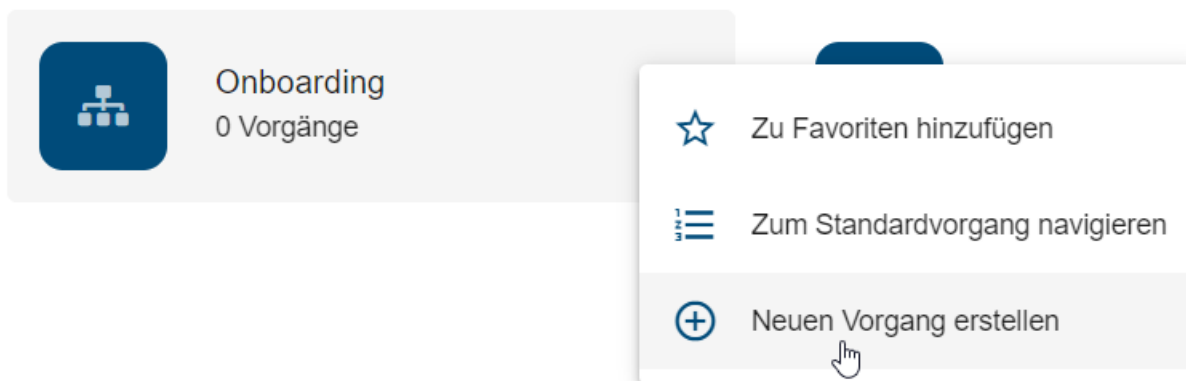 Onboarding
0 Vorgänge
Zu Favoriten hinzufügen
Zum Standardvorgang navigieren
Neuen Vorgang erstellen